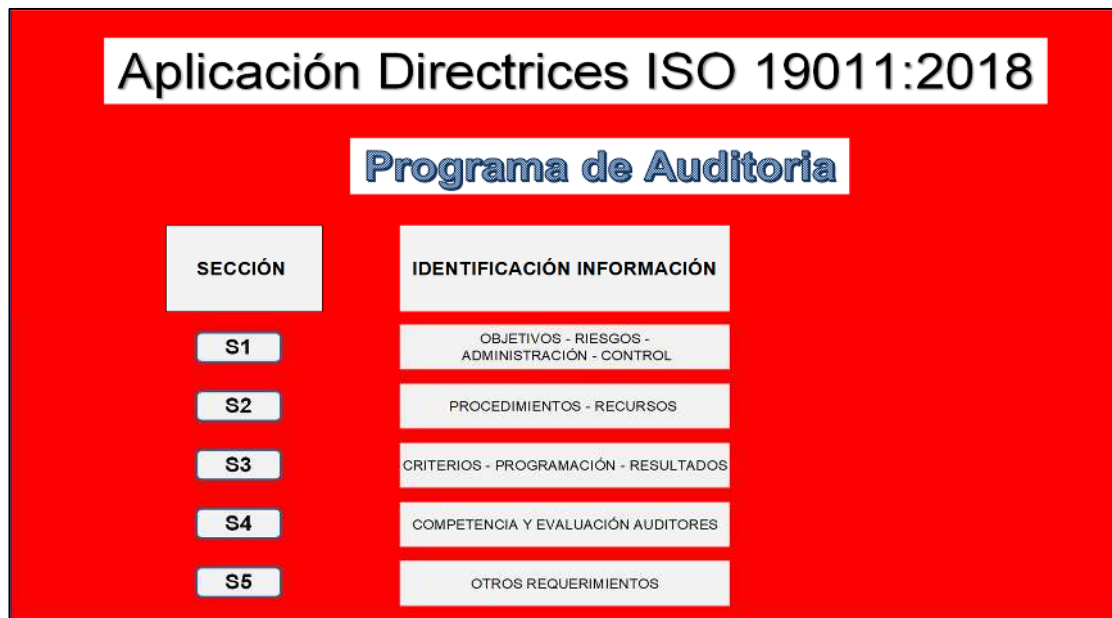 Aplicación Directrices ISO 19011:2018
Programa de Auditoria
SECCIÓN
IDENTIFICACIÓN INFORMACIÓN
S1
OBJETIVOS - RIESGOS -
ADMINISTRACIÓN - CONTROL
S2
PROCEDIMIENTOS - RECURSOS
S3
CRITERIOS - PROGRAMACIÓN - RESULTADOS
S4
COMPETENCIA Y EVALUACIÓN AUDITORES
S5
OTROS REQUERIMIENTOS